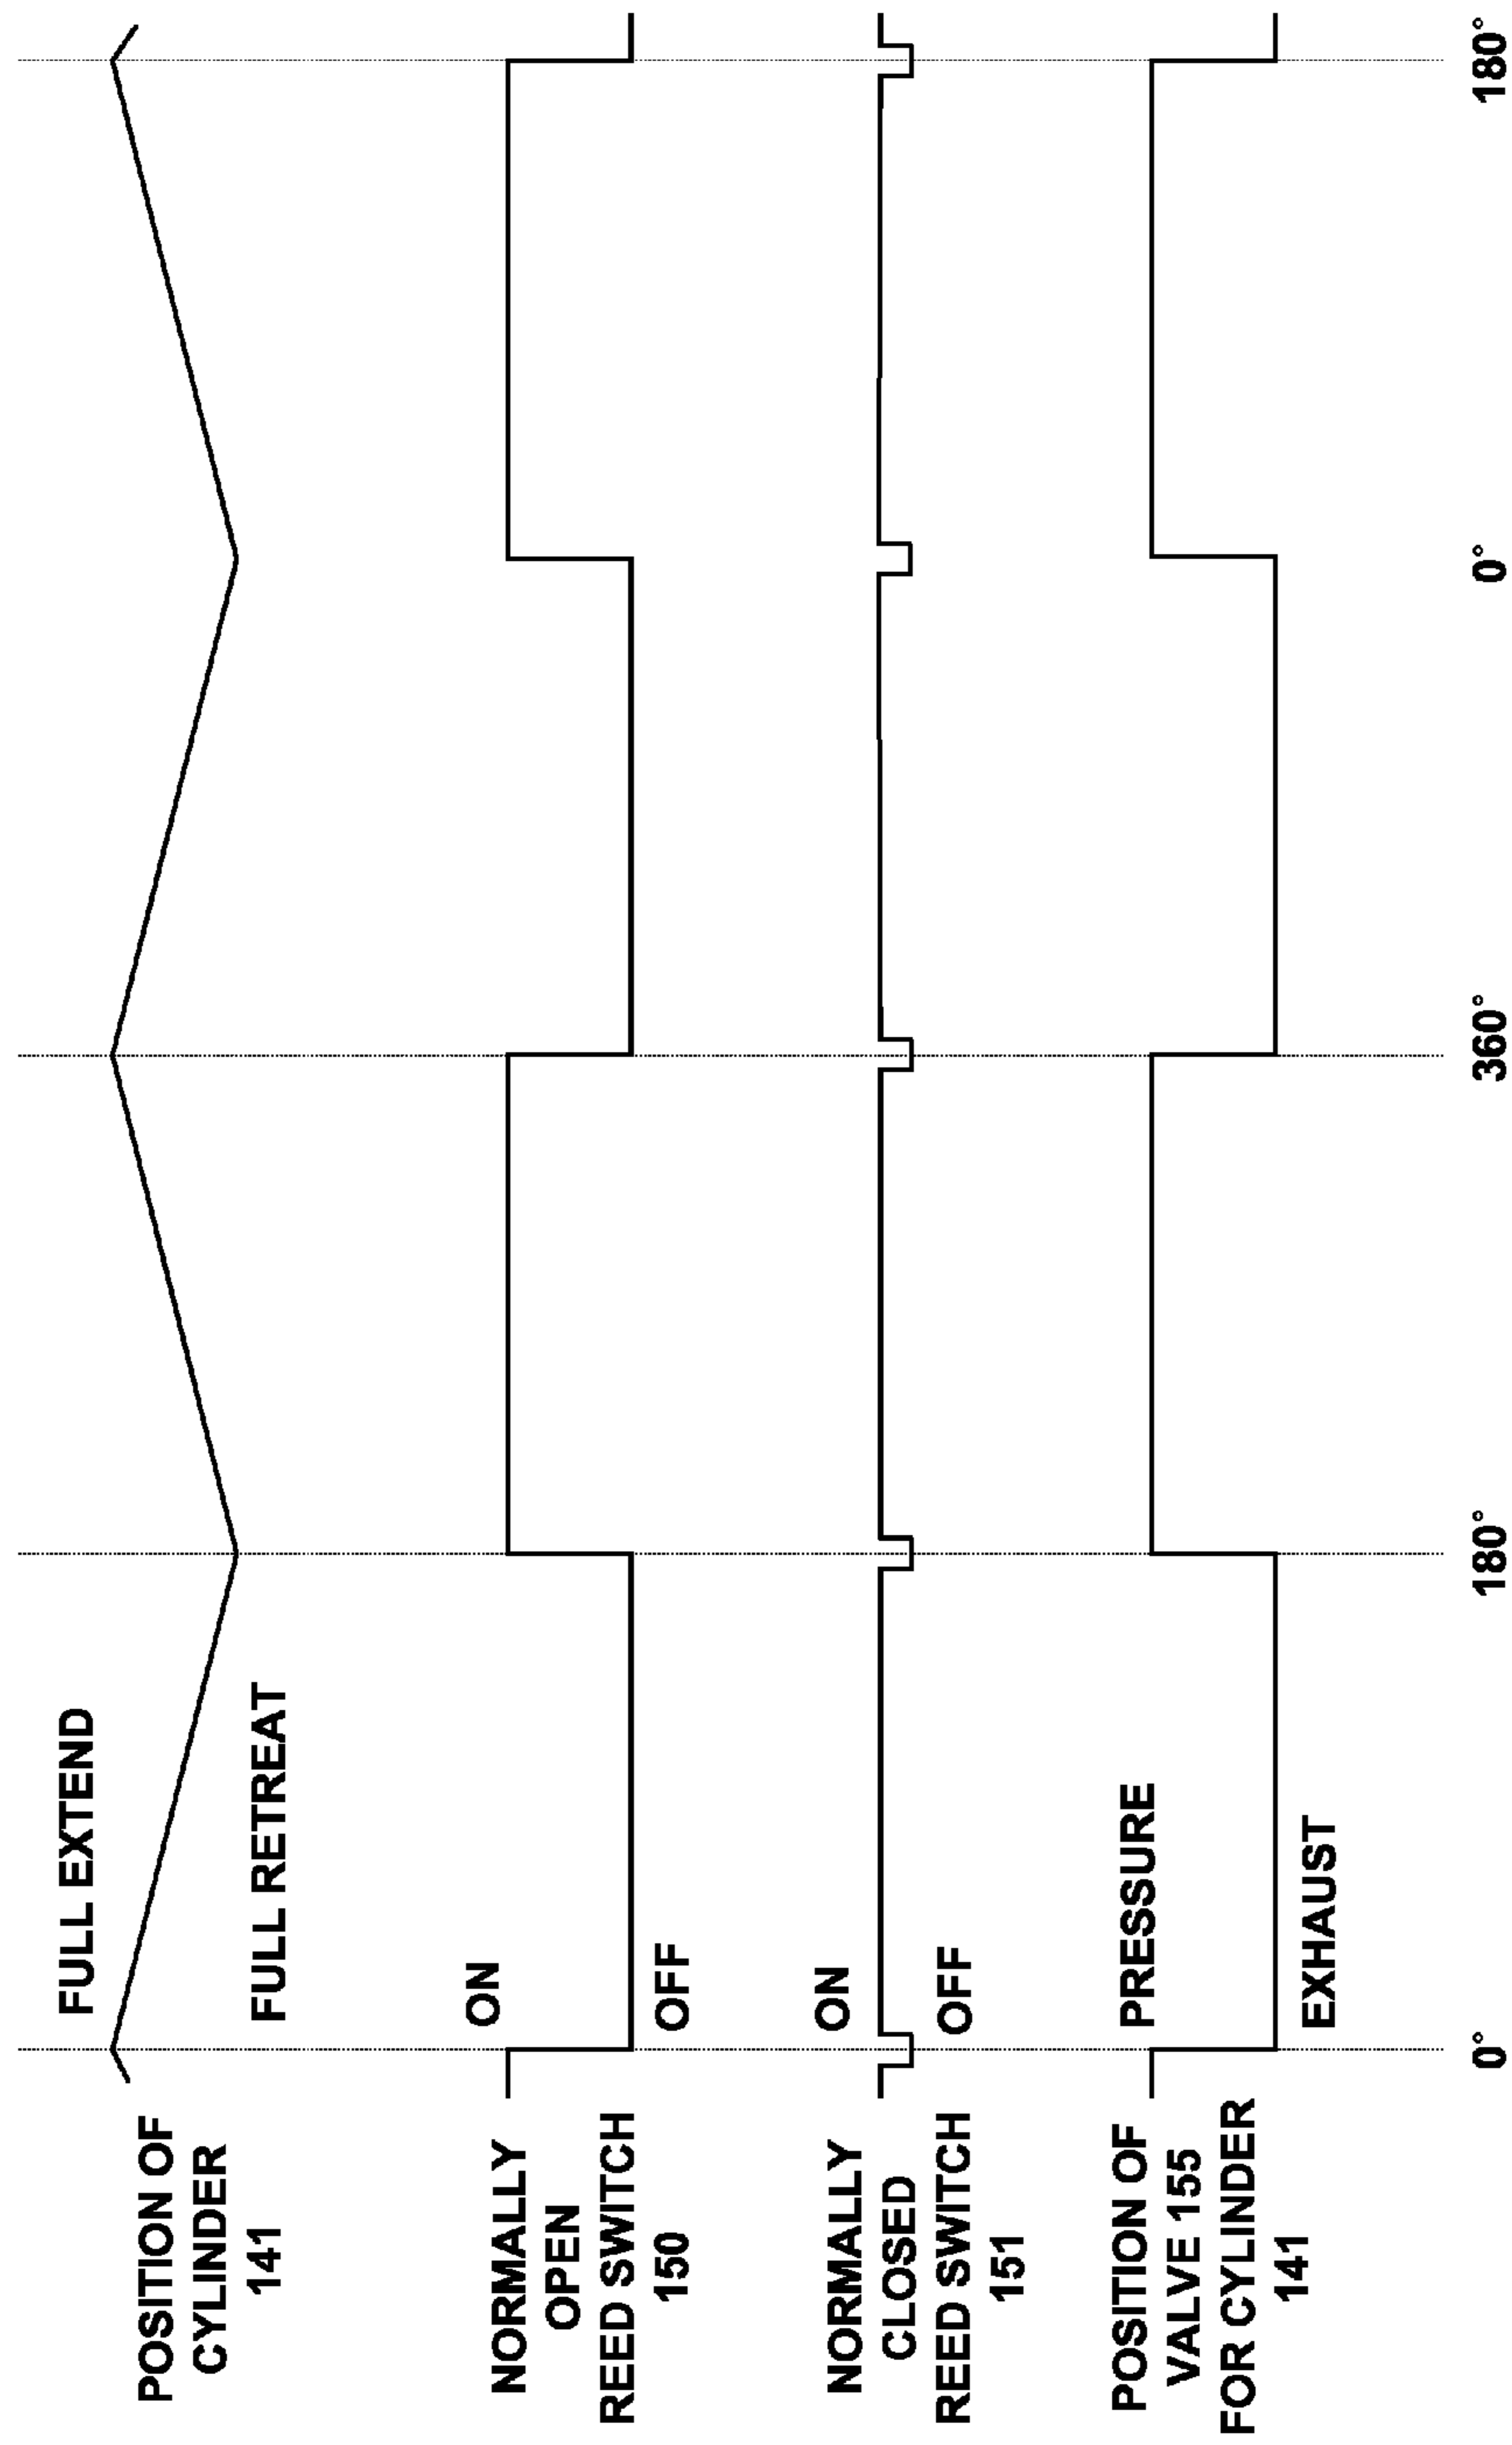 FULL EXTEND
POSITION OF
CYLINDER
141
FULL RETREAT
ON
NORMALLY
OPEN
REED SWITCH
150
OFF
ON
NORMALLY
CLOSED
REED SWITCH
151
OFF
PRESSURE
POSITION OF
VALVE 155
FOR CYLINDER
141
EXHAUST
0° 180° 360° 0° 180°